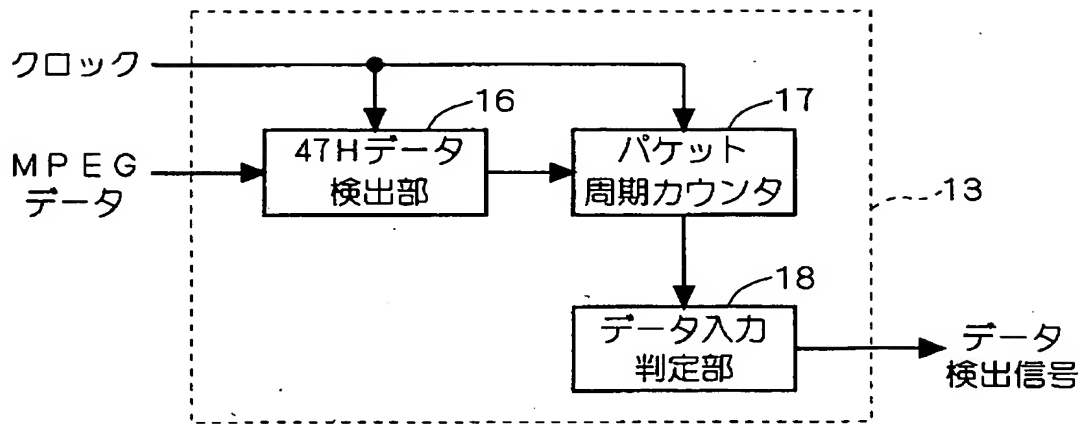 クロック
16
17
47Hデータ
検出部
パケット
周期カウンタ
MPEG
データ
13
18
データ入力
判定部
データ
検出信号